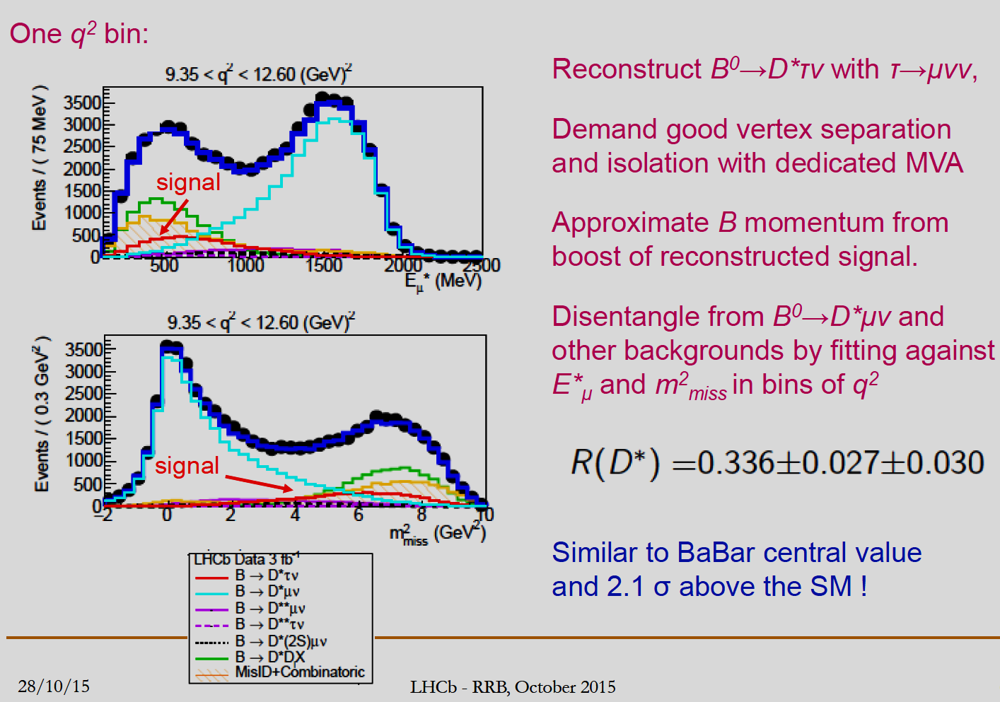 One q² bin:
9.35 < q² < 12.60 (GeV)²
Events / ( 75 MeV )
3500
3000
2500
2000
1500
1000
500
0
signal
500 1000 1500 2000 2500
Eμ* (MeV)
9.35 < q² < 12.60 (GeV)²
Events / ( 0.3 GeV² )
3500
3000
2500
2000
1500
1000
500
0
signal
−2 0 2 4 6 8 10
m²miss (GeV²)
LHCb Data 3 fb⁻¹
B → D*τν
B → D*μν
B → D**μν
B → D**τν
B → D*(2S)μν
B → D*DX
MisID+Combinatoric
Reconstruct B⁰→D*τν with τ→μνν,
Demand good vertex separation
and isolation with dedicated MVA
Approximate B momentum from
boost of reconstructed signal.
Disentangle from B⁰→D*μν and
other backgrounds by fitting against
E*μ and m²miss in bins of q²
R(D*) =0.336±0.027±0.030
Similar to BaBar central value
and 2.1 σ above the SM !
28/10/15
LHCb - RRB, October 2015